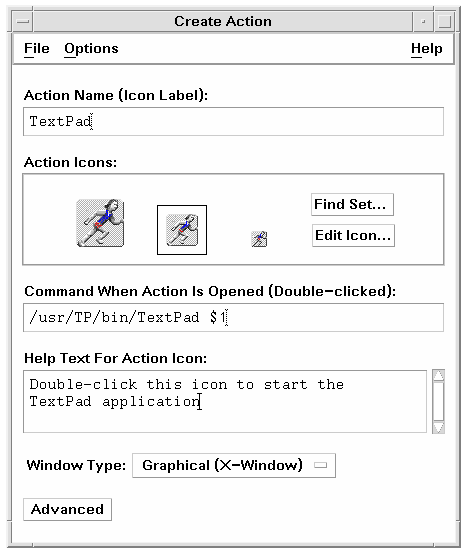 Create Action
File Options Help
Action Name (Icon Label):
TextPad
Action Icons:
Find Set...
Edit Icon...
Command When Action Is Opened (Double-clicked):
/usr/TP/bin/TextPad $1
Help Text For Action Icon:
Double-click this icon to start the
TextPad application
Window Type: Graphical (X-Window)
Advanced